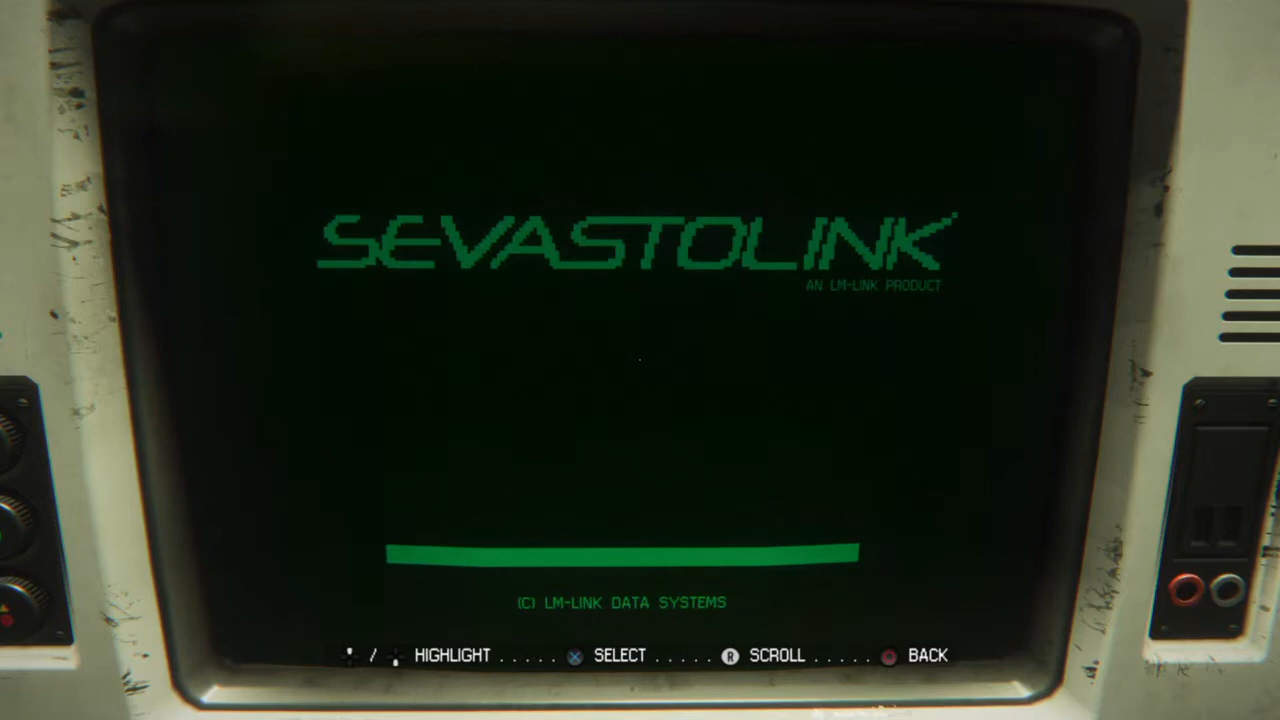 SEVASTOLINK
AN LM-LINK PRODUCT
(C) LM-LINK DATA SYSTEMS
/ HIGHLIGHT . . . . . SELECT . . . . . R SCROLL . . . . . BACK